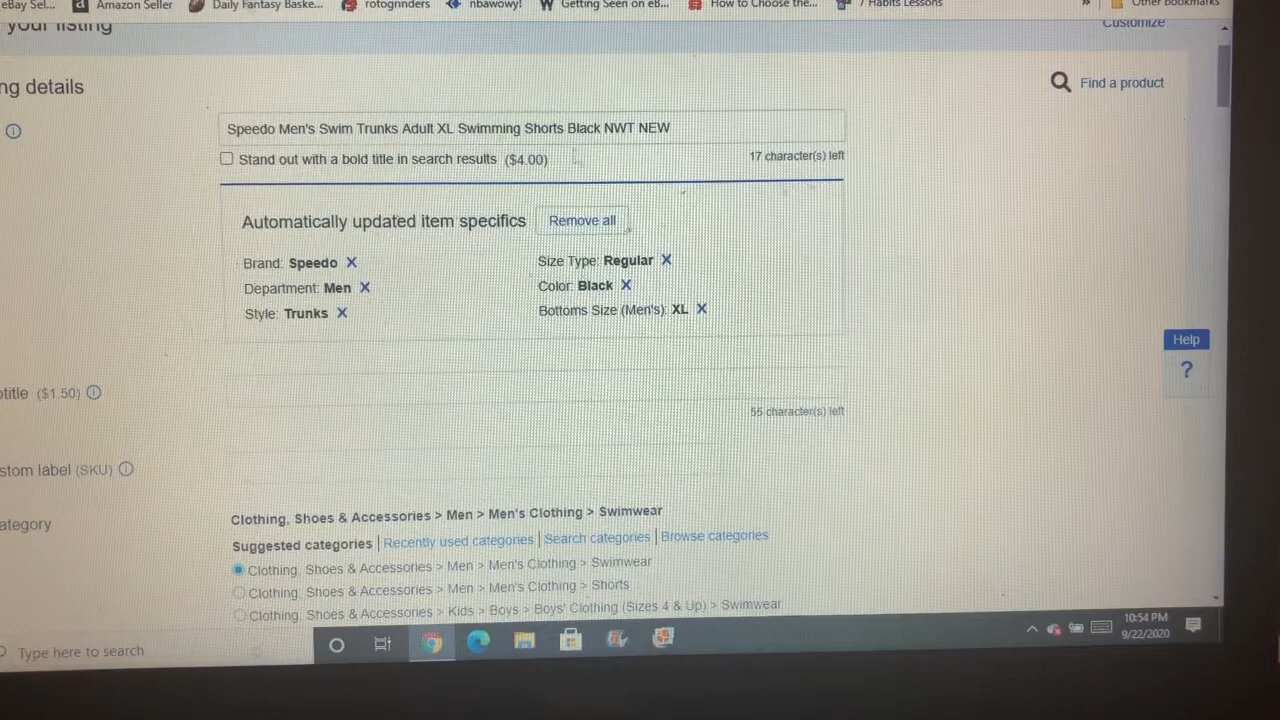 eBay Sel... Amazon Seller Daily Fantasy Baske... rotogrinders nbawowy! Getting Seen on eB... How to Choose the... 7 Habits Lessons » Other bookmarks
your listing Customize
ng details
Find a product
Speedo Men's Swim Trunks Adult XL Swimming Shorts Black NWT NEW
Stand out with a bold title in search results ($4.00) 17 character(s) left
Automatically updated item specifics Remove all
Brand: Speedo X Size Type: Regular X
Department: Men X Color: Black X
Style: Trunks X Bottoms Size (Men's): XL X
Help
?
otitle ($1.50)
55 character(s) left
stom label (SKU)
ategory
Clothing, Shoes & Accessories > Men > Men's Clothing > Swimwear
Suggested categories | Recently used categories | Search categories | Browse categories
Clothing, Shoes & Accessories > Men > Men's Clothing > Swimwear
Clothing, Shoes & Accessories > Men > Men's Clothing > Shorts
Clothing, Shoes & Accessories > Kids > Boys > Boys' Clothing (Sizes 4 & Up) > Swimwear
Type here to search
10:54 PM
9/22/2020